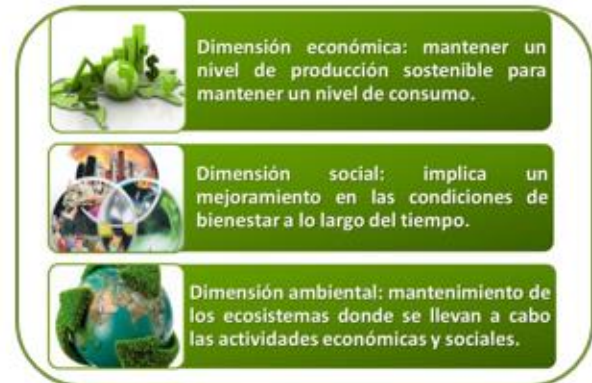 Dimensión económica: mantener un
nivel de producción sostenible para
mantener un nivel de consumo.
Dimensión social: implica un
mejoramiento en las condiciones de
bienestar a lo largo del tiempo.
Dimensión ambiental: mantenimiento de
los ecosistemas donde se llevan a cabo
las actividades económicas y sociales.